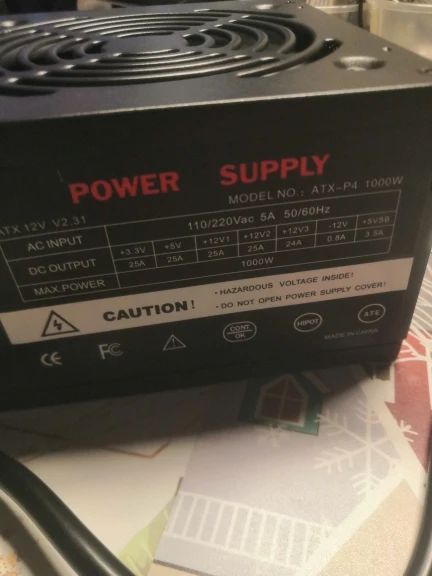 POWER SUPPLY
MODEL NO.: ATX-P4 1000W
ATX 12V V2.31
AC INPUT 110/220Vac 5A 50/60Hz
DC OUTPUT +3.3V +5V +12V1 +12V2 +12V3 -12V +5VSB
25A 25A 25A 25A 24A 0.8A 3.5A
MAX.POWER 1000W
CAUTION! • HAZARDOUS VOLTAGE INSIDE!
• DO NOT OPEN POWER SUPPLY COVER!
CE FC CONT OK HIPOT ATE
MADE IN CHINA